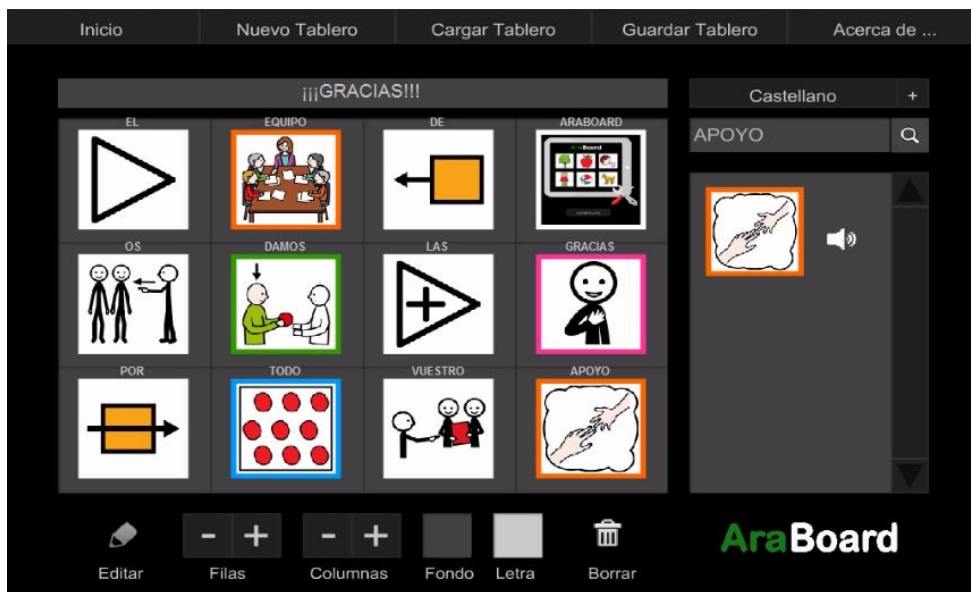 Inicio Nuevo Tablero Cargar Tablero Guardar Tablero Acerca de ...
¡¡¡GRACIAS!!!
Castellano +
APOYO
EL EQUIPO DE ARABOARD
AraBoard
OS DAMOS LAS GRACIAS
POR TODO VUESTRO APOYO
Editar Filas Columnas Fondo Letra Borrar
AraBoard